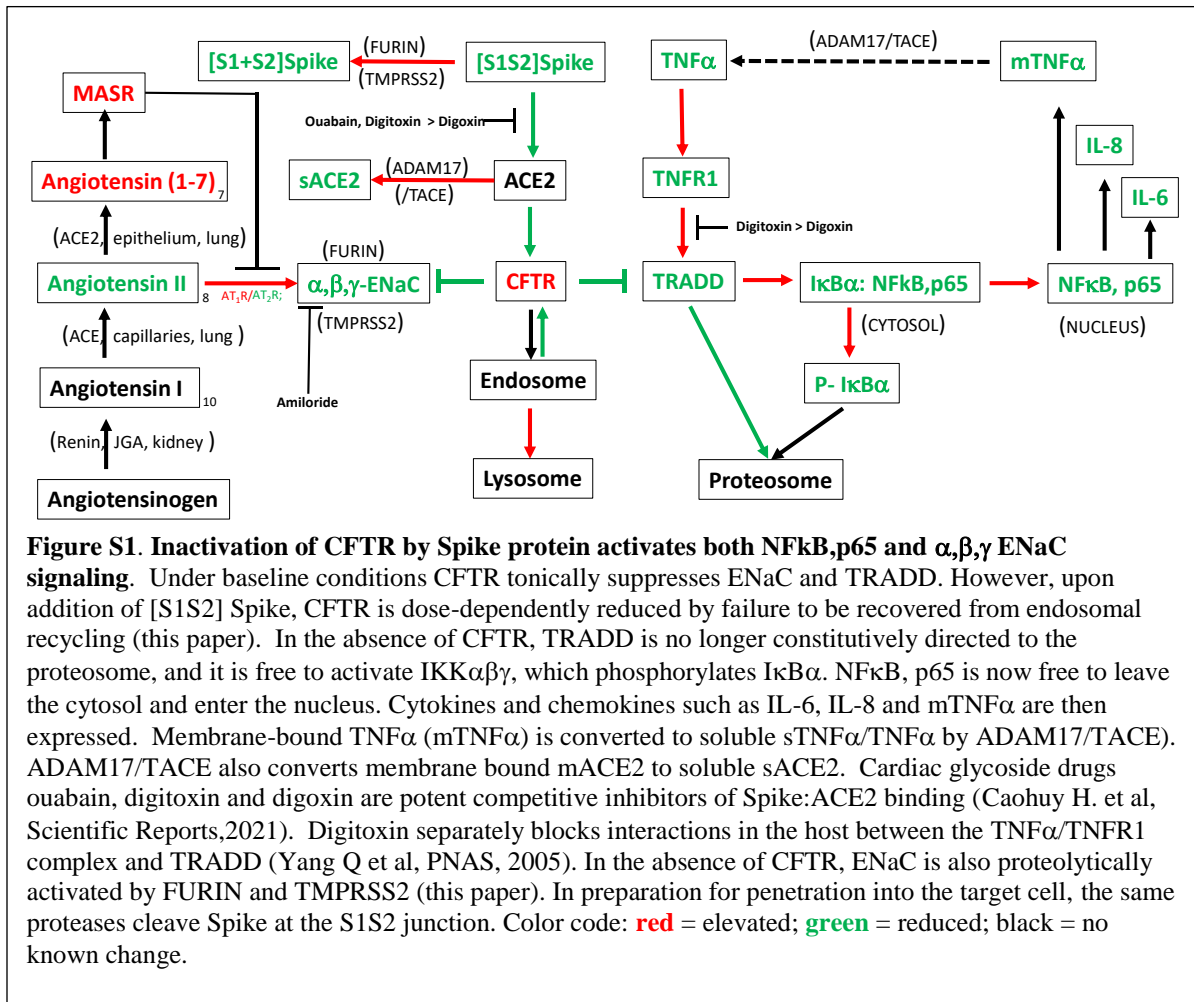 [S1+S2]Spike
(FURIN)
(TMPRSS2)
[S1S2]Spike
TNFα
(ADAM17/TACE)
mTNFα
MASR
Ouabain, Digitoxin > Digoxin
IL-8
Angiotensin (1-7)
7
sACE2
(ADAM17)
(/TACE)
ACE2
TNFR1
IL-6
(ACE2, epithelium, lung)
Digitoxin > Digoxin
(FURIN)
Angiotensin II
8
AT1R/AT2R;
α,β,γ-ENaC
CFTR
TRADD
IκBα: NFkB,p65
NFκB, p65
(TMPRSS2)
(CYTOSOL)
(NUCLEUS)
(ACE, capillaries, lung )
Angiotensin I
10
Amiloride
Endosome
P- IκBα
(Renin, JGA, kidney )
Angiotensinogen
Lysosome
Proteosome
Figure S1. Inactivation of CFTR by Spike protein activates both NFkB,p65 and α,β,γ ENaC
signaling. Under baseline conditions CFTR tonically suppresses ENaC and TRADD. However, upon
addition of [S1S2] Spike, CFTR is dose-dependently reduced by failure to be recovered from endosomal
recycling (this paper). In the absence of CFTR, TRADD is no longer constitutively directed to the
proteosome, and it is free to activate IKKαβγ, which phosphorylates IκBα. NFκB, p65 is now free to leave
the cytosol and enter the nucleus. Cytokines and chemokines such as IL-6, IL-8 and mTNFα are then
expressed. Membrane-bound TNFα (mTNFα) is converted to soluble sTNFα/TNFα by ADAM17/TACE).
ADAM17/TACE also converts membrane bound mACE2 to soluble sACE2. Cardiac glycoside drugs
ouabain, digitoxin and digoxin are potent competitive inhibitors of Spike:ACE2 binding (Caohuy H. et al,
Scientific Reports,2021). Digitoxin separately blocks interactions in the host between the TNFα/TNFR1
complex and TRADD (Yang Q et al, PNAS, 2005). In the absence of CFTR, ENaC is also proteolytically
activated by FURIN and TMPRSS2 (this paper). In preparation for penetration into the target cell, the same
proteases cleave Spike at the S1S2 junction. Color code: red = elevated; green = reduced; black = no
known change.